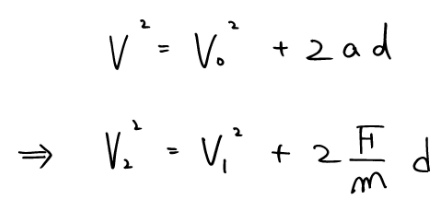 V² = V₀² + 2ad
⇒ V₂² = V₁² + 2 F/m d